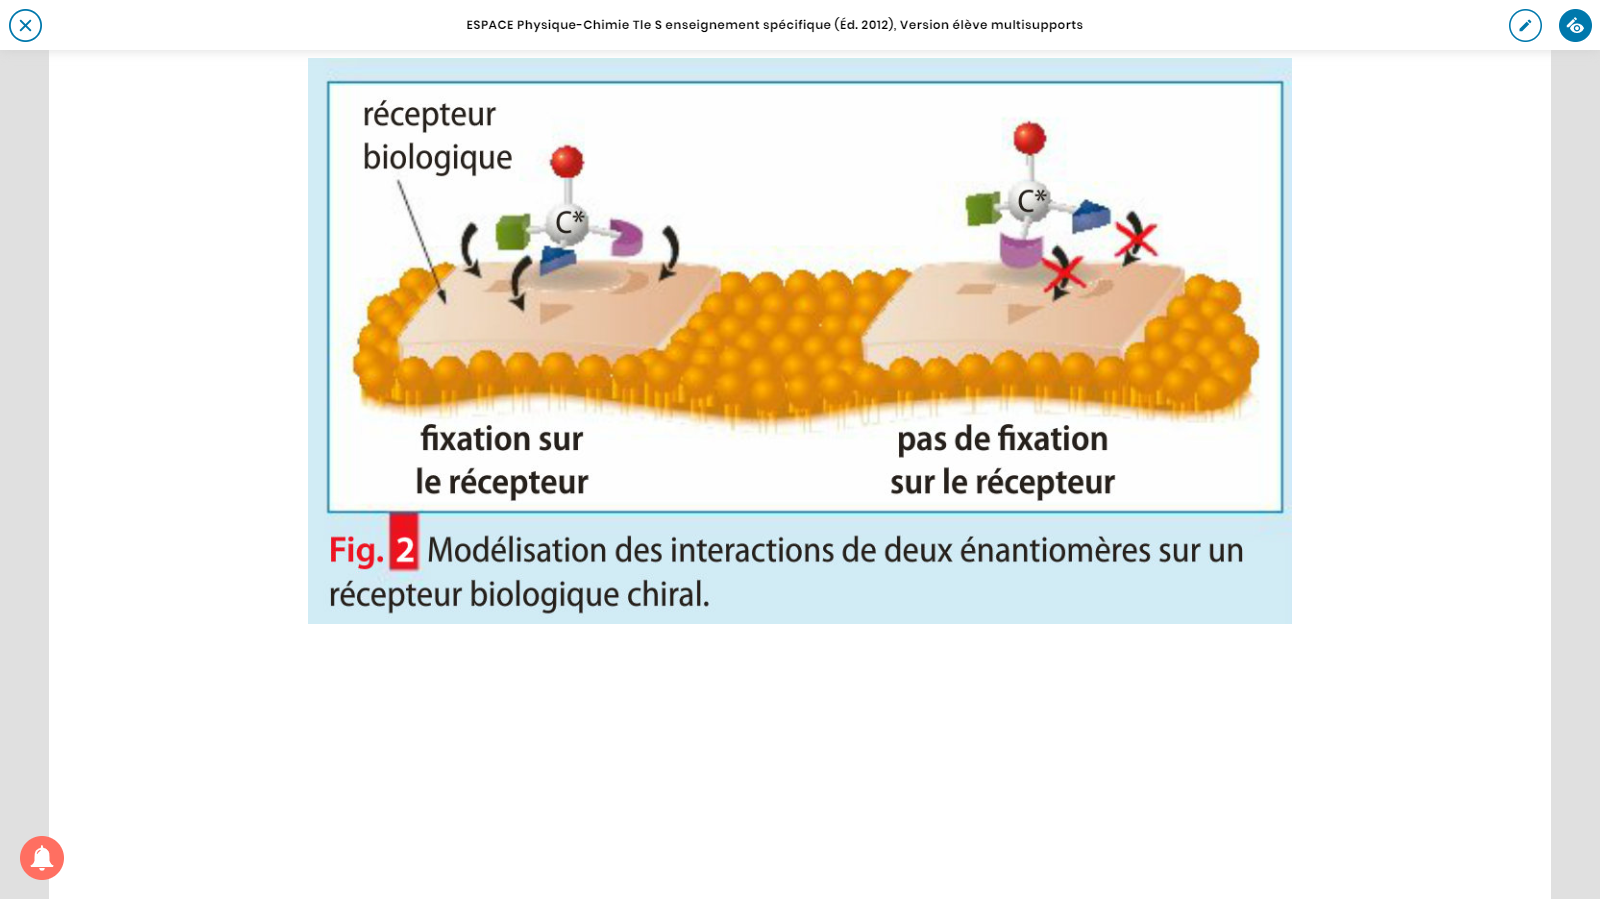 ESPACE Physique-Chimie Tle S enseignement spécifique (Éd. 2012), Version élève multisupports
récepteur
biologique
C*
C*
fixation sur
le récepteur
pas de fixation
sur le récepteur
Fig. 2 Modélisation des interactions de deux énantiomères sur un
récepteur biologique chiral.